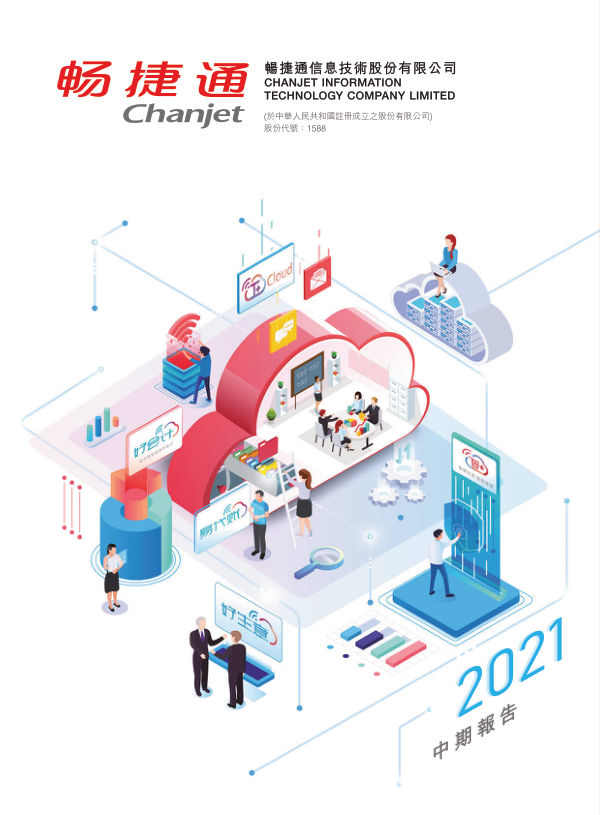 畅捷通
Chanjet
暢捷通信息技術股份有限公司
CHANJET INFORMATION
TECHNOLOGY COMPANY LIMITED
(於中華人民共和國註冊成立之股份有限公司)
股份代號：1588
T+
Cloud
好会计
易代账
好生意
2021
中期報告